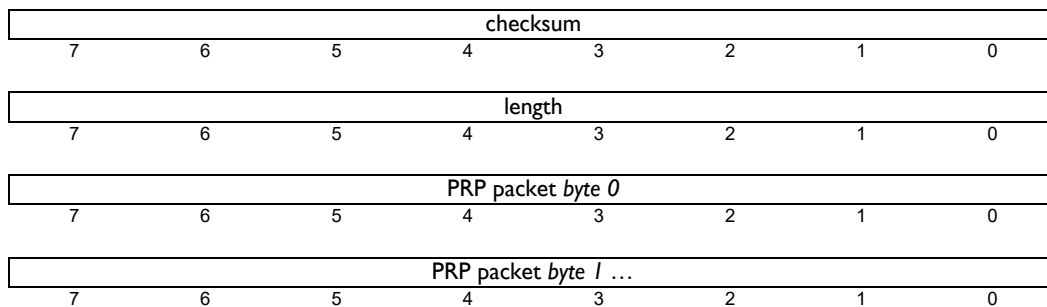 checksum
7 6 5 4 3 2 1 0
length
7 6 5 4 3 2 1 0
PRP packet byte 0
7 6 5 4 3 2 1 0
PRP packet byte 1 …
7 6 5 4 3 2 1 0